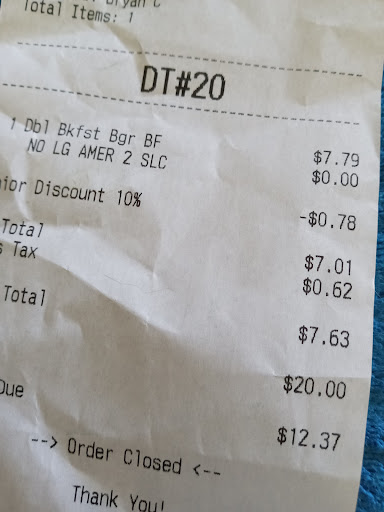 Bryan C
Total Items: 1
DT#20
1 Dbl Bkfst Bgr BF $7.79
NO LG AMER 2 SLC $0.00
ior Discount 10% -$0.78
Total $7.01
s Tax $0.62
Total $7.63
$20.00
Due $12.37
--> Order Closed <--
Thank You!